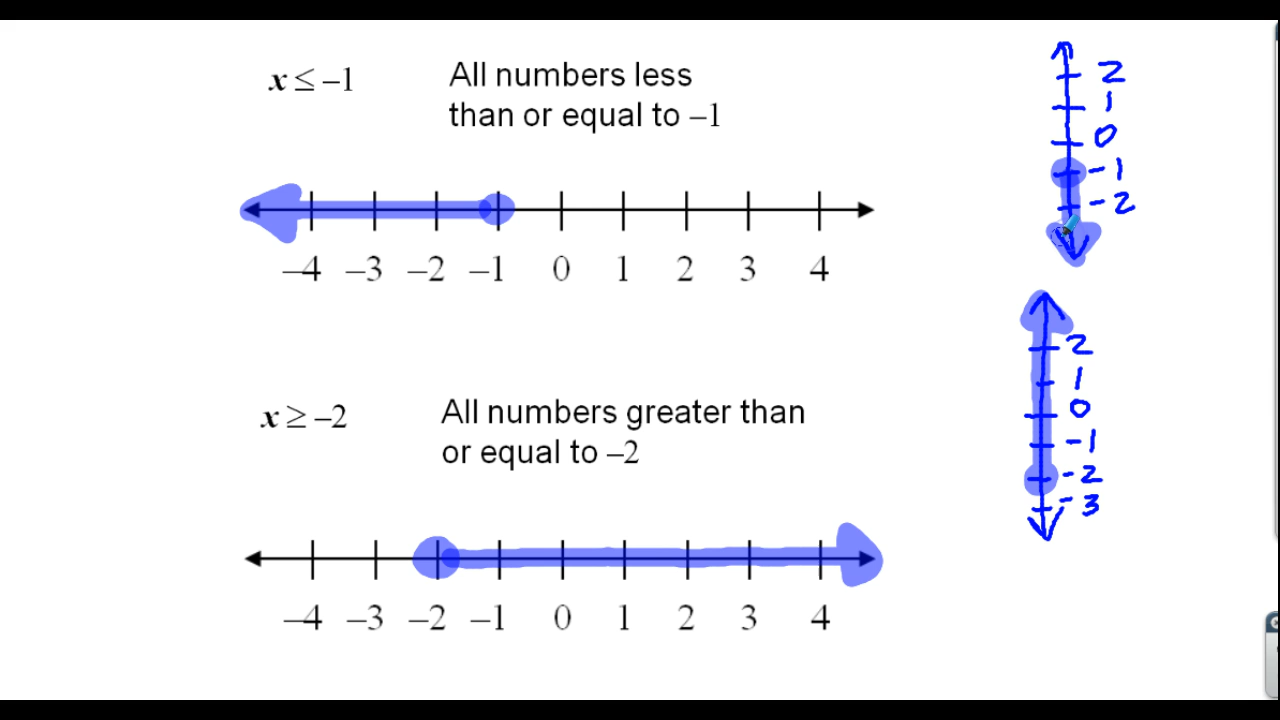 x ≤ –1
All numbers less
than or equal to –1
–4 –3 –2 –1 0 1 2 3 4
2
1
0
-1
-2
x ≥ –2
All numbers greater than
or equal to –2
–4 –3 –2 –1 0 1 2 3 4
2
1
0
-1
-2
-3